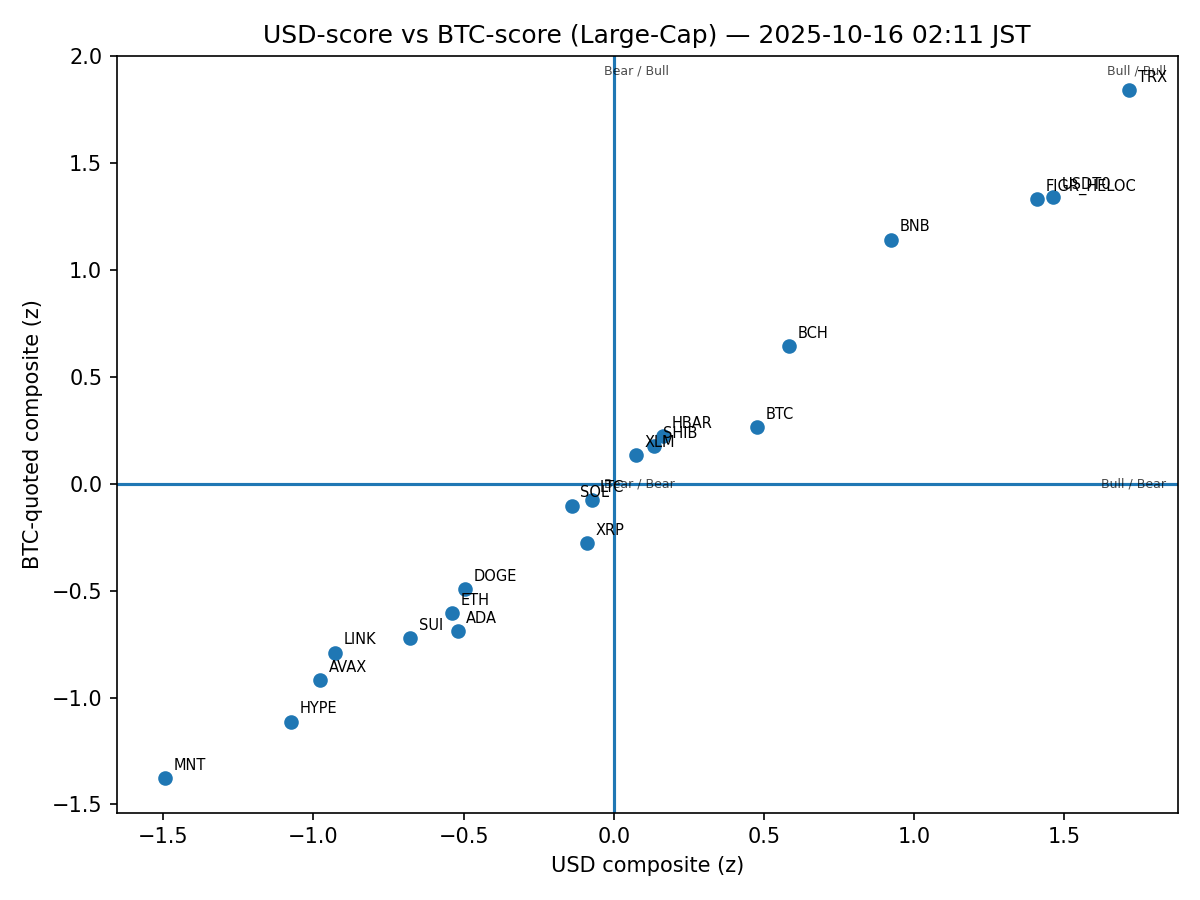 USD-score vs BTC-score (Large-Cap) — 2025-10-16 02:11 JST
2.0
Bear / Bull
Bull / Bull
TRX
1.5
USDT0
FIGR_HELOC
BNB
1.0
BCH
0.5
BTC
HBAR
SHIB
XLM
0.0
LTC
Bear / Bear
Bull / Bear
SOL
XRP
DOGE
−0.5
ETH
ADA
SUI
LINK
AVAX
−1.0
HYPE
MNT
−1.5
−1.5
−1.0
−0.5
0.0
0.5
1.0
1.5
USD composite (z)
BTC-quoted composite (z)